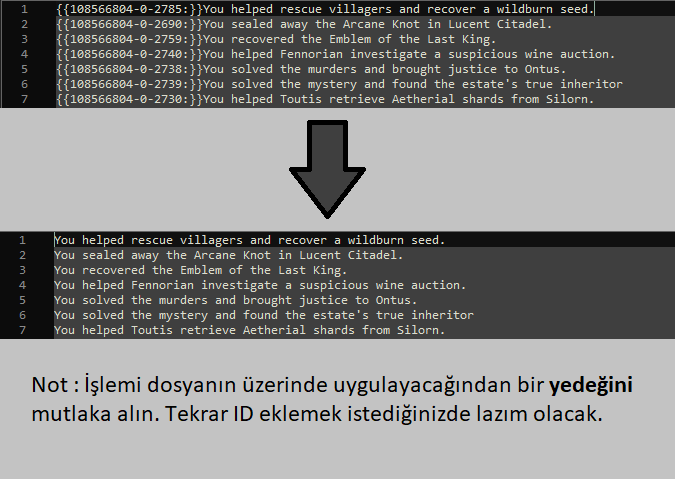 1 {{108566804-0-2785:}}You helped rescue villagers and recover a wildburn seed.
2 {{108566804-0-2690:}}You sealed away the Arcane Knot in Lucent Citadel.
3 {{108566804-0-2759:}}You recovered the Emblem of the Last King.
4 {{108566804-0-2740:}}You helped Fennorian investigate a suspicious wine auction.
5 {{108566804-0-2738:}}You solved the murders and brought justice to Ontus.
6 {{108566804-0-2739:}}You solved the mystery and found the estate's true inheritor
7 {{108566804-0-2730:}}You helped Toutis retrieve Aetherial shards from Silorn.
1 You helped rescue villagers and recover a wildburn seed.
2 You sealed away the Arcane Knot in Lucent Citadel.
3 You recovered the Emblem of the Last King.
4 You helped Fennorian investigate a suspicious wine auction.
5 You solved the murders and brought justice to Ontus.
6 You solved the mystery and found the estate's true inheritor
7 You helped Toutis retrieve Aetherial shards from Silorn.
Not : İşlemi dosyanın üzerinde uygulayacağından bir yedeğini
mutlaka alın. Tekrar ID eklemek istediğinizde lazım olacak.